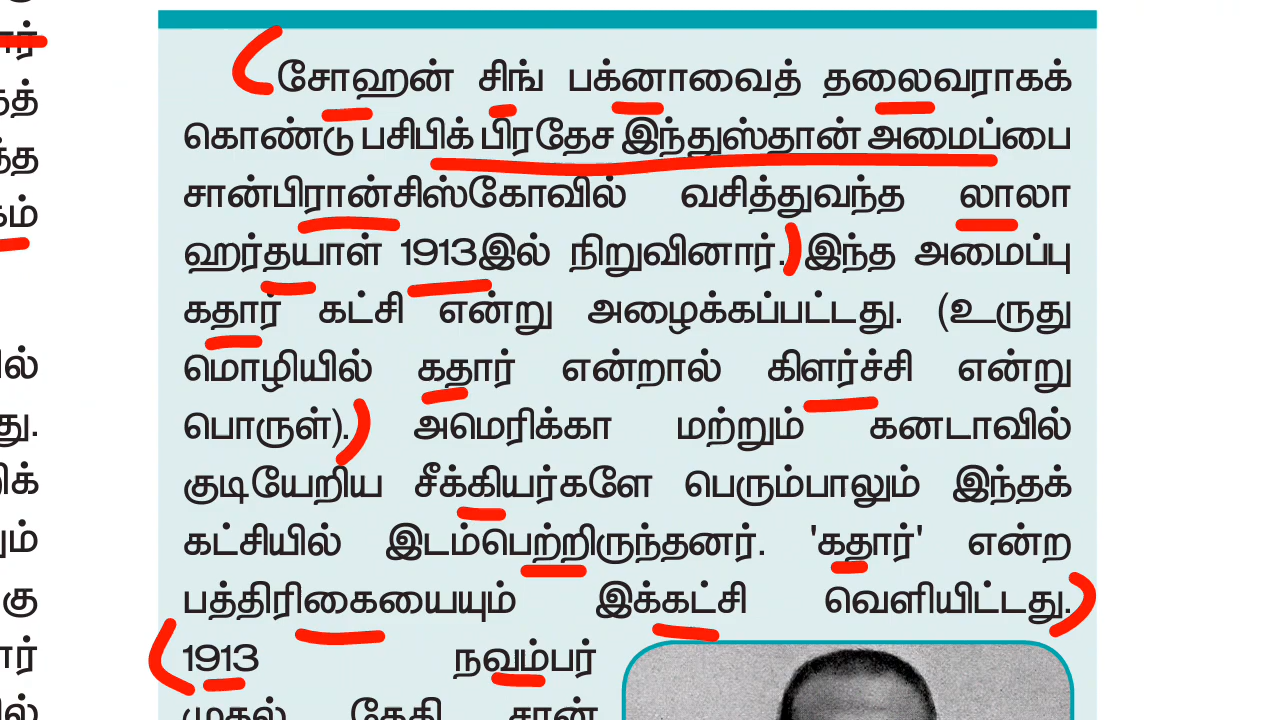 சோஹன் சிங் பக்னாவைத் தலைவராகக்
கொண்டு பசிபிக் பிரதேச இந்துஸ்தான் அமைப்பை
சான்பிரான்சிஸ்கோவில் வசித்துவந்த லாலா
ஹர்தயாள் 1913இல் நிறுவினார். இந்த அமைப்பு
கதார் கட்சி என்று அழைக்கப்பட்டது. (உருது
மொழியில் கதார் என்றால் கிளர்ச்சி என்று
பொருள்). அமெரிக்கா மற்றும் கனடாவில்
குடியேறிய சீக்கியர்களே பெரும்பாலும் இந்தக்
கட்சியில் இடம்பெற்றிருந்தனர். 'கதார்' என்ற
பத்திரிகையையும் இக்கட்சி வெளியிட்டது.
1913 நவம்பர்
முதல் தேதி சான்